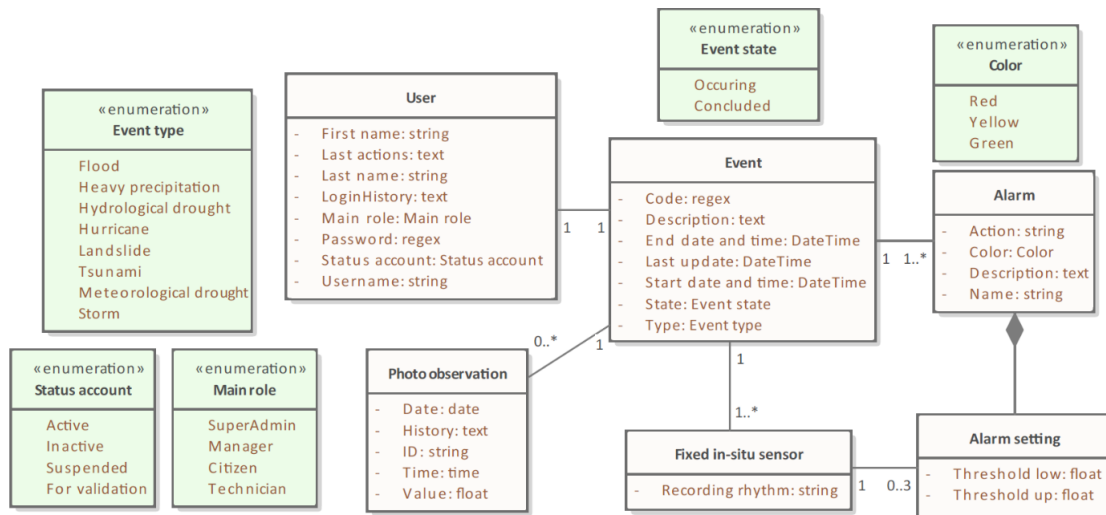 «enumeration»
Event state
Occuring
Concluded
«enumeration»
Color
Red
Yellow
Green
«enumeration»
Event type
Flood
Heavy precipitation
Hydrological drought
Hurricane
Landslide
Tsunami
Meteorological drought
Storm
User
- First name: string
- Last actions: text
- Last name: string
- LoginHistory: text
- Main role: Main role
- Password: regex
- Status account: Status account
- Username: string
1
1
Event
- Code: regex
- Description: text
- End date and time: DateTime
- Last update: DateTime
- Start date and time: DateTime
- State: Event state
- Type: Event type
1
1..*
Alarm
- Action: string
- Color: Color
- Description: text
- Name: string
0..*
1
1
1..*
«enumeration»
Status account
Active
Inactive
Suspended
For validation
«enumeration»
Main role
SuperAdmin
Manager
Citizen
Technician
Photo observation
- Date: date
- History: text
- ID: string
- Time: time
- Value: float
Fixed in-situ sensor
- Recording rhythm: string
1
0..3
Alarm setting
- Threshold low: float
- Threshold up: float